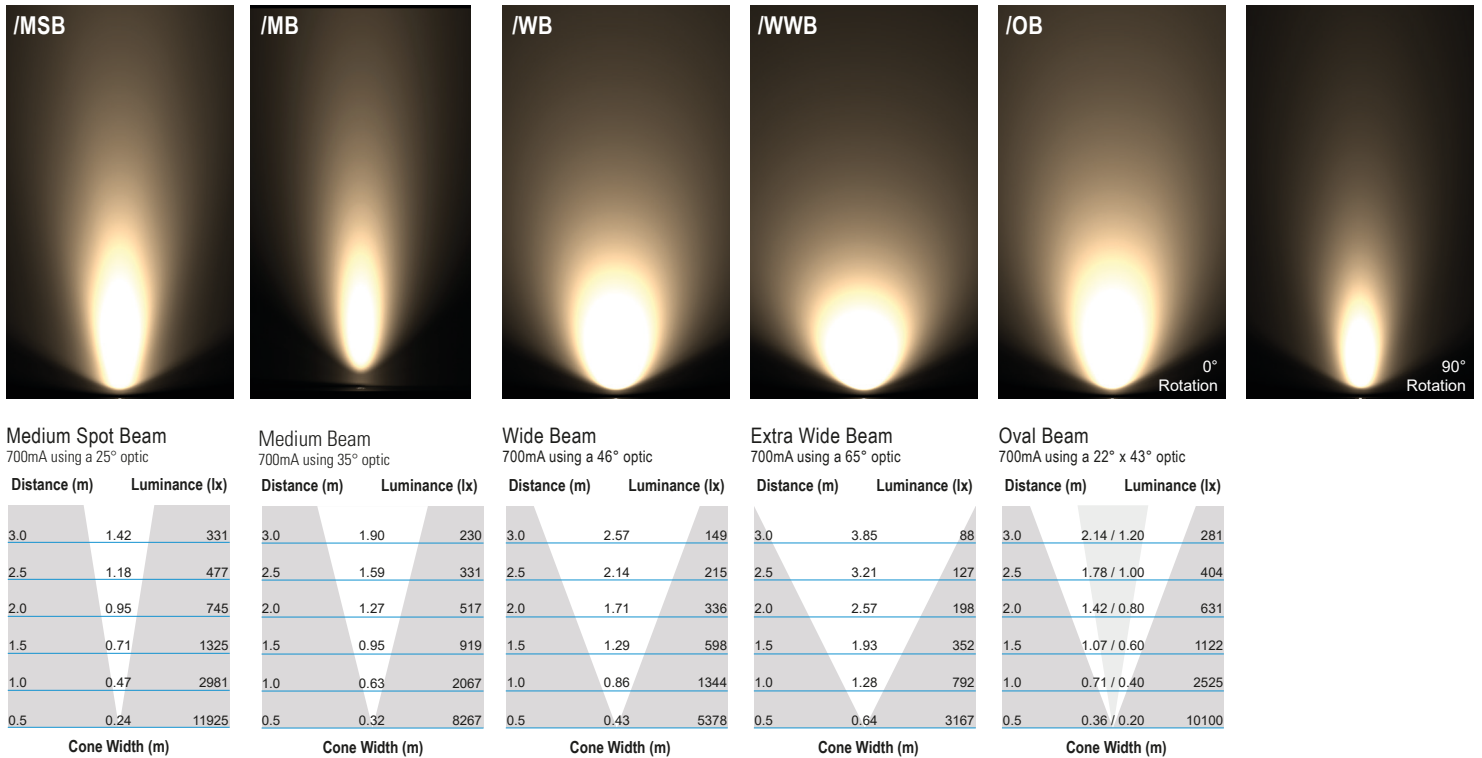 /MSB
/MB
/WB
/WWB
/OB
0°
Rotation
90°
Rotation
Medium Spot Beam
700mA using a 25° optic
Distance (m) Luminance (lx)
3.0 1.42 331
2.5 1.18 477
2.0 0.95 745
1.5 0.71 1325
1.0 0.47 2981
0.5 0.24 11925
Cone Width (m)
Medium Beam
700mA using 35° optic
Distance (m) Luminance (lx)
3.0 1.90 230
2.5 1.59 331
2.0 1.27 517
1.5 0.95 919
1.0 0.63 2067
0.5 0.32 8267
Cone Width (m)
Wide Beam
700mA using a 46° optic
Distance (m) Luminance (lx)
3.0 2.57 149
2.5 2.14 215
2.0 1.71 336
1.5 1.29 598
1.0 0.86 1344
0.5 0.43 5378
Cone Width (m)
Extra Wide Beam
700mA using a 65° optic
Distance (m) Luminance (lx)
3.0 3.85 88
2.5 3.21 127
2.0 2.57 198
1.5 1.93 352
1.0 1.28 792
0.5 0.64 3167
Cone Width (m)
Oval Beam
700mA using a 22° x 43° optic
Distance (m) Luminance (lx)
3.0 2.14 / 1.20 281
2.5 1.78 / 1.00 404
2.0 1.42 / 0.80 631
1.5 1.07 / 0.60 1122
1.0 0.71 / 0.40 2525
0.5 0.36 / 0.20 10100
Cone Width (m)